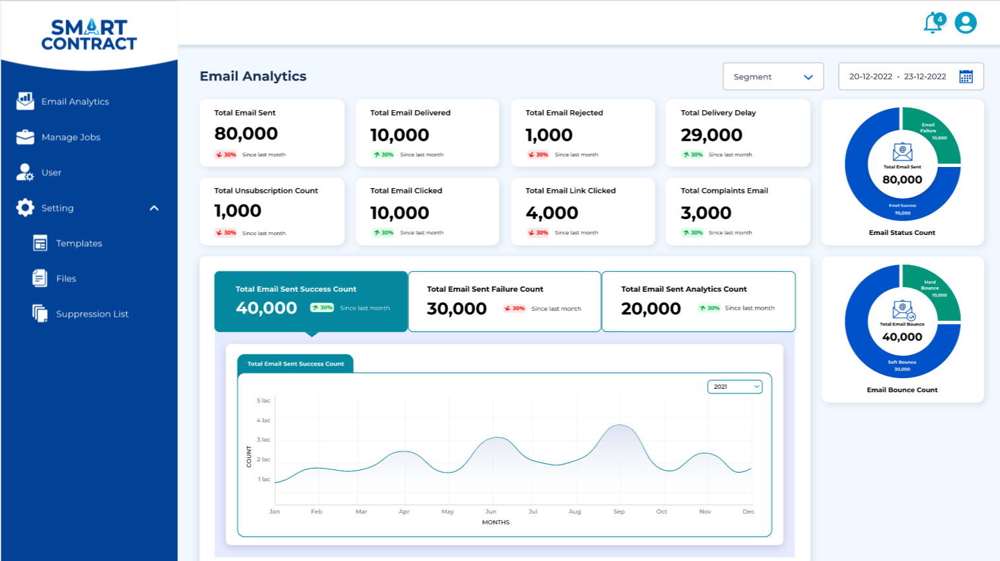 SMART
CONTRACT
4
Email Analytics
Manage Jobs
User
Setting
Templates
Files
Suppression List
Email Analytics
Segment
20-12-2022 - 23-12-2022
Total Email Sent
80,000
30% Since last month
Total Email Delivered
10,000
30% Since last month
Total Email Rejected
1,000
30% Since last month
Total Delivery Delay
29,000
30% Since last month
Total Unsubscription Count
1,000
30% Since last month
Total Email Clicked
10,000
30% Since last month
Total Email Link Clicked
4,000
30% Since last month
Total Complaints Email
3,000
30% Since last month
Email
Failure
10,000
@
Total Email Sent
80,000
Email Success
70,000
Email Status Count
Hard
Bounce
10,000
@
Total Email Bounce
40,000
Soft Bounce
30,000
Email Bounce Count
Total Email Sent Success Count
40,000 30% Since last month
Total Email Sent Failure Count
30,000 30% Since last month
Total Email Sent Analytics Count
20,000 30% Since last month
Total Email Sent Success Count
2021
5 lac
4 lac
3 lac
2 lac
1 lac
COUNT
Jan Feb Mar Apr May Jun Jul Aug Sep Oct Nov Dec
MONTHS